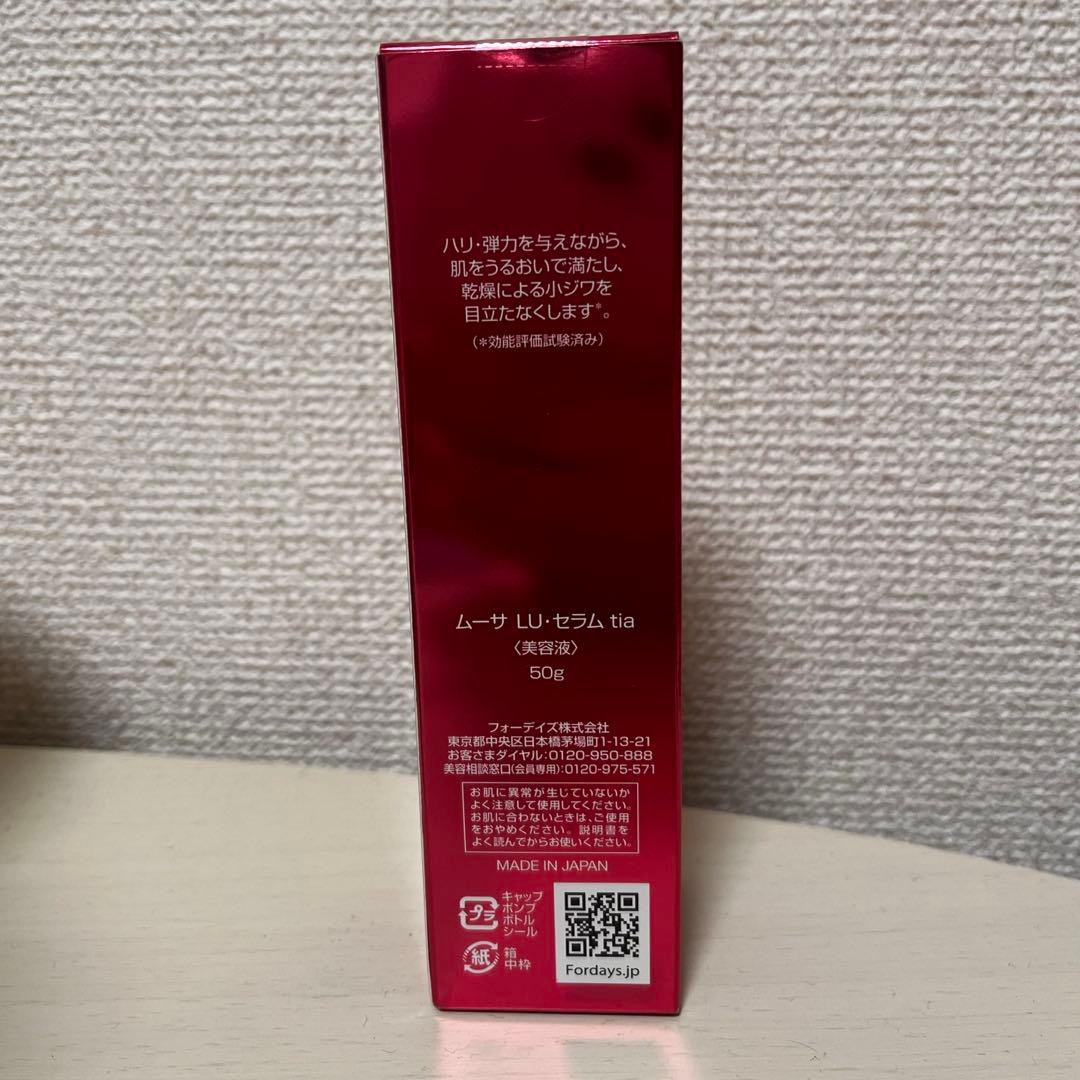 ハリ・弾力を与えながら、
肌をうるおいで満たし、
乾燥による小ジワを
目立たなくします*。
(*効能評価試験済み)
ムーサ LU・セラム tia
〈美容液〉
50g
フォーデイズ株式会社
東京都中央区日本橋茅場町1-13-21
お客さまダイヤル:0120-950-888
美容相談窓口(会員専用):0120-975-571
お肌に異常が生じていないか
よく注意して使用してください。
お肌に合わないときは、ご使用
をおやめください。説明書を
よく読んでからお使いください。
MADE IN JAPAN
プラ
キャップ
ポンプ
ボトル
シール
紙
箱
中枠
Fordays.jp